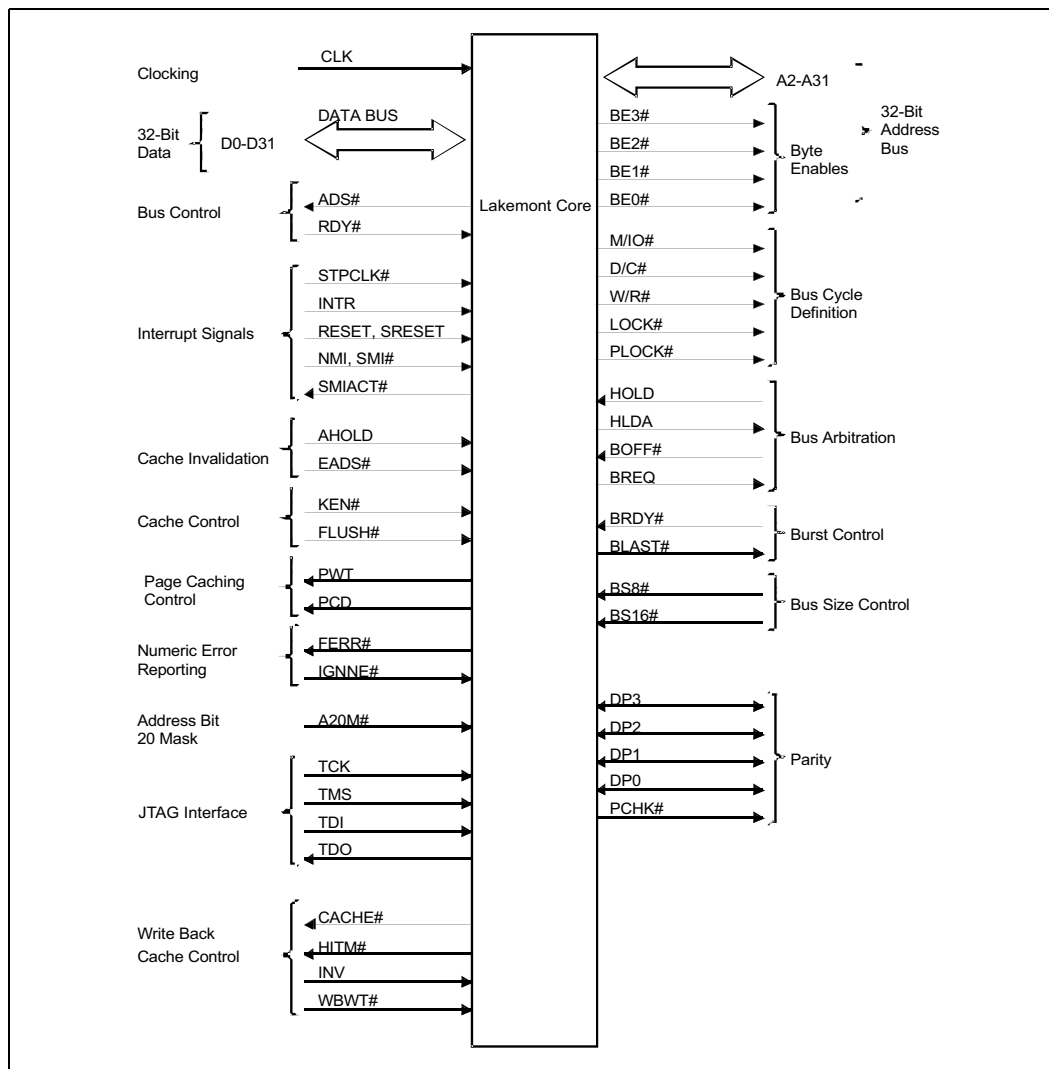 CLK
Clocking
DATA BUS
32-Bit
Data
D0-D31
Bus Control
ADS#
RDY#
Interrupt Signals
STPCLK#
INTR
RESET, SRESET
NMI, SMI#
SMIACT#
Cache Invalidation
AHOLD
EADS#
Cache Control
KEN#
FLUSH#
Page Caching
Control
PWT
PCD
Numeric Error
Reporting
FERR#
IGNNE#
Address Bit
20 Mask
A20M#
JTAG Interface
TCK
TMS
TDI
TDO
Write Back
Cache Control
CACHE#
HITM#
INV
WBWT#
Lakemont Core
A2-A31
32-Bit
Address
Bus
BE3#
BE2#
BE1#
BE0#
Byte
Enables
M/IO#
D/C#
W/R#
LOCK#
PLOCK#
Bus Cycle
Definition
HOLD
HLDA
BOFF#
BREQ
Bus Arbitration
BRDY#
BLAST#
Burst Control
BS8#
BS16#
Bus Size Control
DP3
DP2
DP1
DP0
PCHK#
Parity